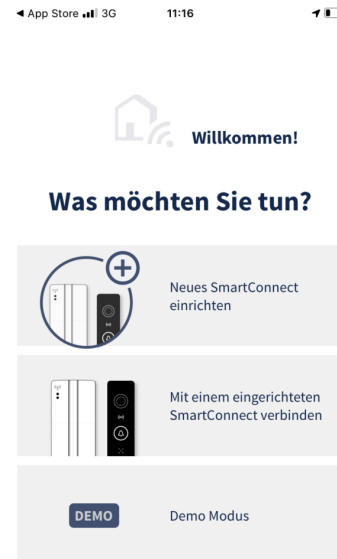 ◀ App Store 3G 11:16
Willkommen!
Was möchten Sie tun?
Neues SmartConnect
einrichten
Mit einem eingerichteten
SmartConnect verbinden
DEMO Demo Modus